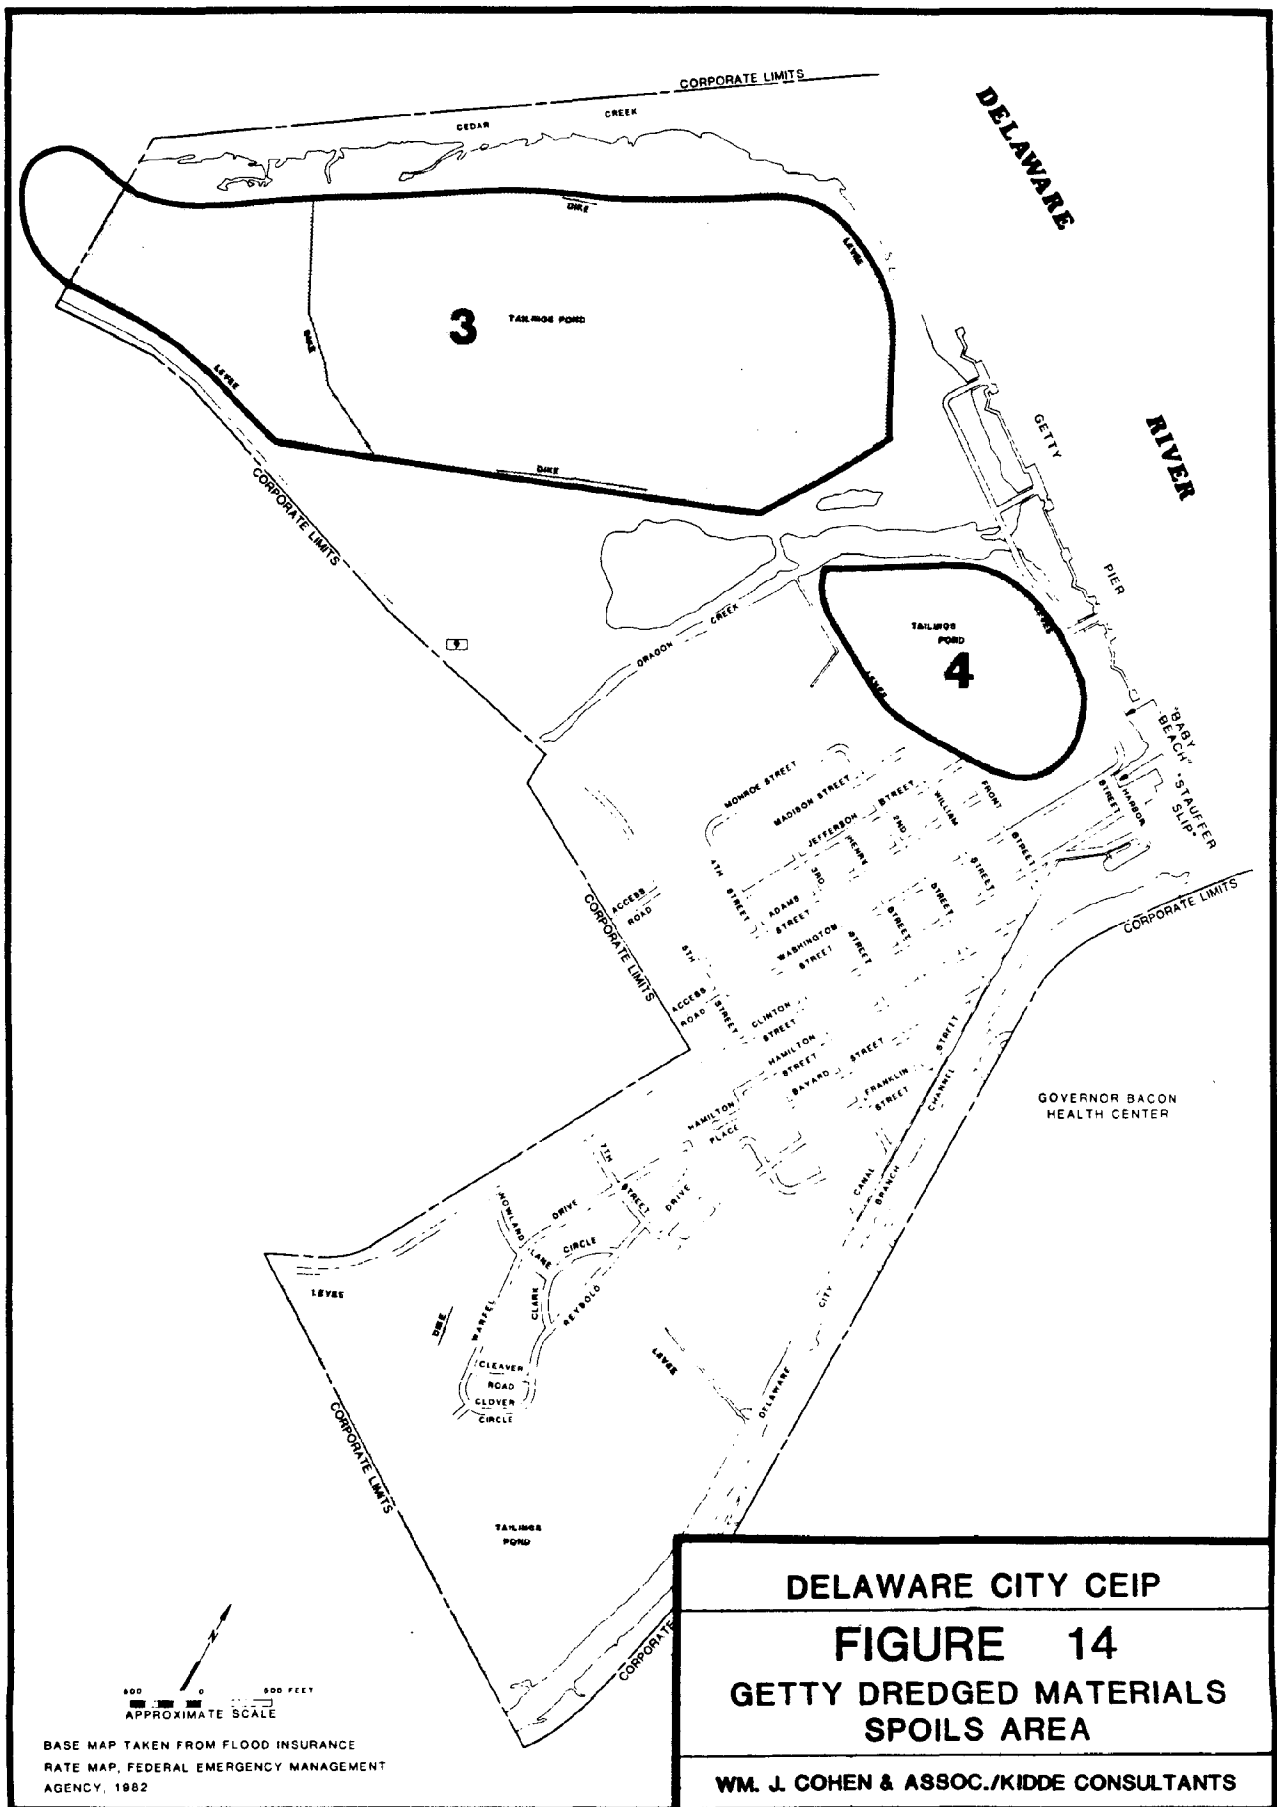 CORPORATE LIMITS
CEDAR CREEK
DELAWARE
RIVER
DIKE
LEVEE
3
TAILINGS POND
DIKE
LEVEE
DIKE
GETTY
PIER
CORPORATE LIMITS
9
DRAGON CREEK
TAILINGS
POND
4
LEVEE
LEVEE
"BABY
BEACH"
"STAUFFER
SLIP"
MONROE STREET
MADISON STREET
JEFFERSON STREET
WILLIAM
FRONT
2ND
HENRY
3RD
4TH
STREET
HARBOR
STREET
STREET
STREET
STREET
STREET
STREET
ADAMS
STREET
WASHINGTON
STREET
ACCESS
ROAD
CORPORATE LIMITS
CORPORATE LIMITS
5TH
STREET
ACCESS
ROAD
CLINTON
STREET
HAMILTON
STREET
BAYARD STREET
FRANKLIN
STREET
CANAL STREET
BRANCH CHANNEL
GOVERNOR BACON
HEALTH CENTER
HAMILTON
PLACE
7TH
STREET
DRIVE
DRIVE
HOWLAND LANE
CIRCLE
CLARK
REYBOLD
WARFEL
LEVEE
DIKE
CLEAVER
ROAD
CLOVER
CIRCLE
LEVEE
DELAWARE CITY
CORPORATE LIMITS
TAILINGS
POND
CORPORATE
N
600 0 600 FEET
APPROXIMATE SCALE
BASE MAP TAKEN FROM FLOOD INSURANCE
RATE MAP, FEDERAL EMERGENCY MANAGEMENT
AGENCY, 1982
DELAWARE CITY CEIP
FIGURE 14
GETTY DREDGED MATERIALS
SPOILS AREA
WM. J. COHEN & ASSOC./KIDDE CONSULTANTS